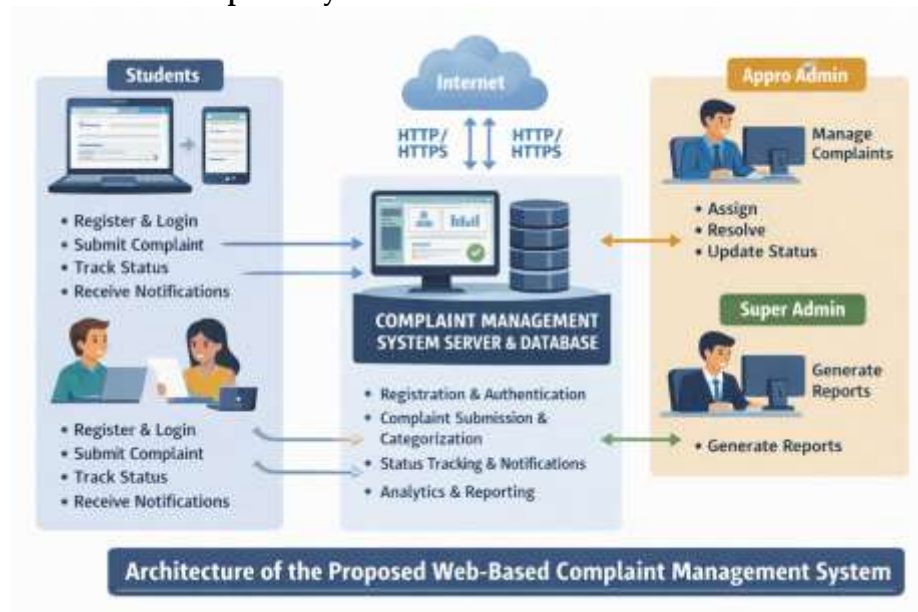 Students
• Register & Login
• Submit Complaint
• Track Status
• Receive Notifications
• Register & Login
• Submit Complaint
• Track Status
• Receive Notifications
Internet
HTTP/
HTTPS
HTTP/
HTTPS
COMPLAINT MANAGEMENT
SYSTEM SERVER & DATABASE
• Registration & Authentication
• Complaint Submission &
Categorization
• Status Tracking & Notifications
• Analytics & Reporting
Appro Admin
Manage
Complaints
• Assign
• Resolve
• Update Status
Super Admin
Generate
Reports
• Generate Reports
Architecture of the Proposed Web-Based Complaint Management System